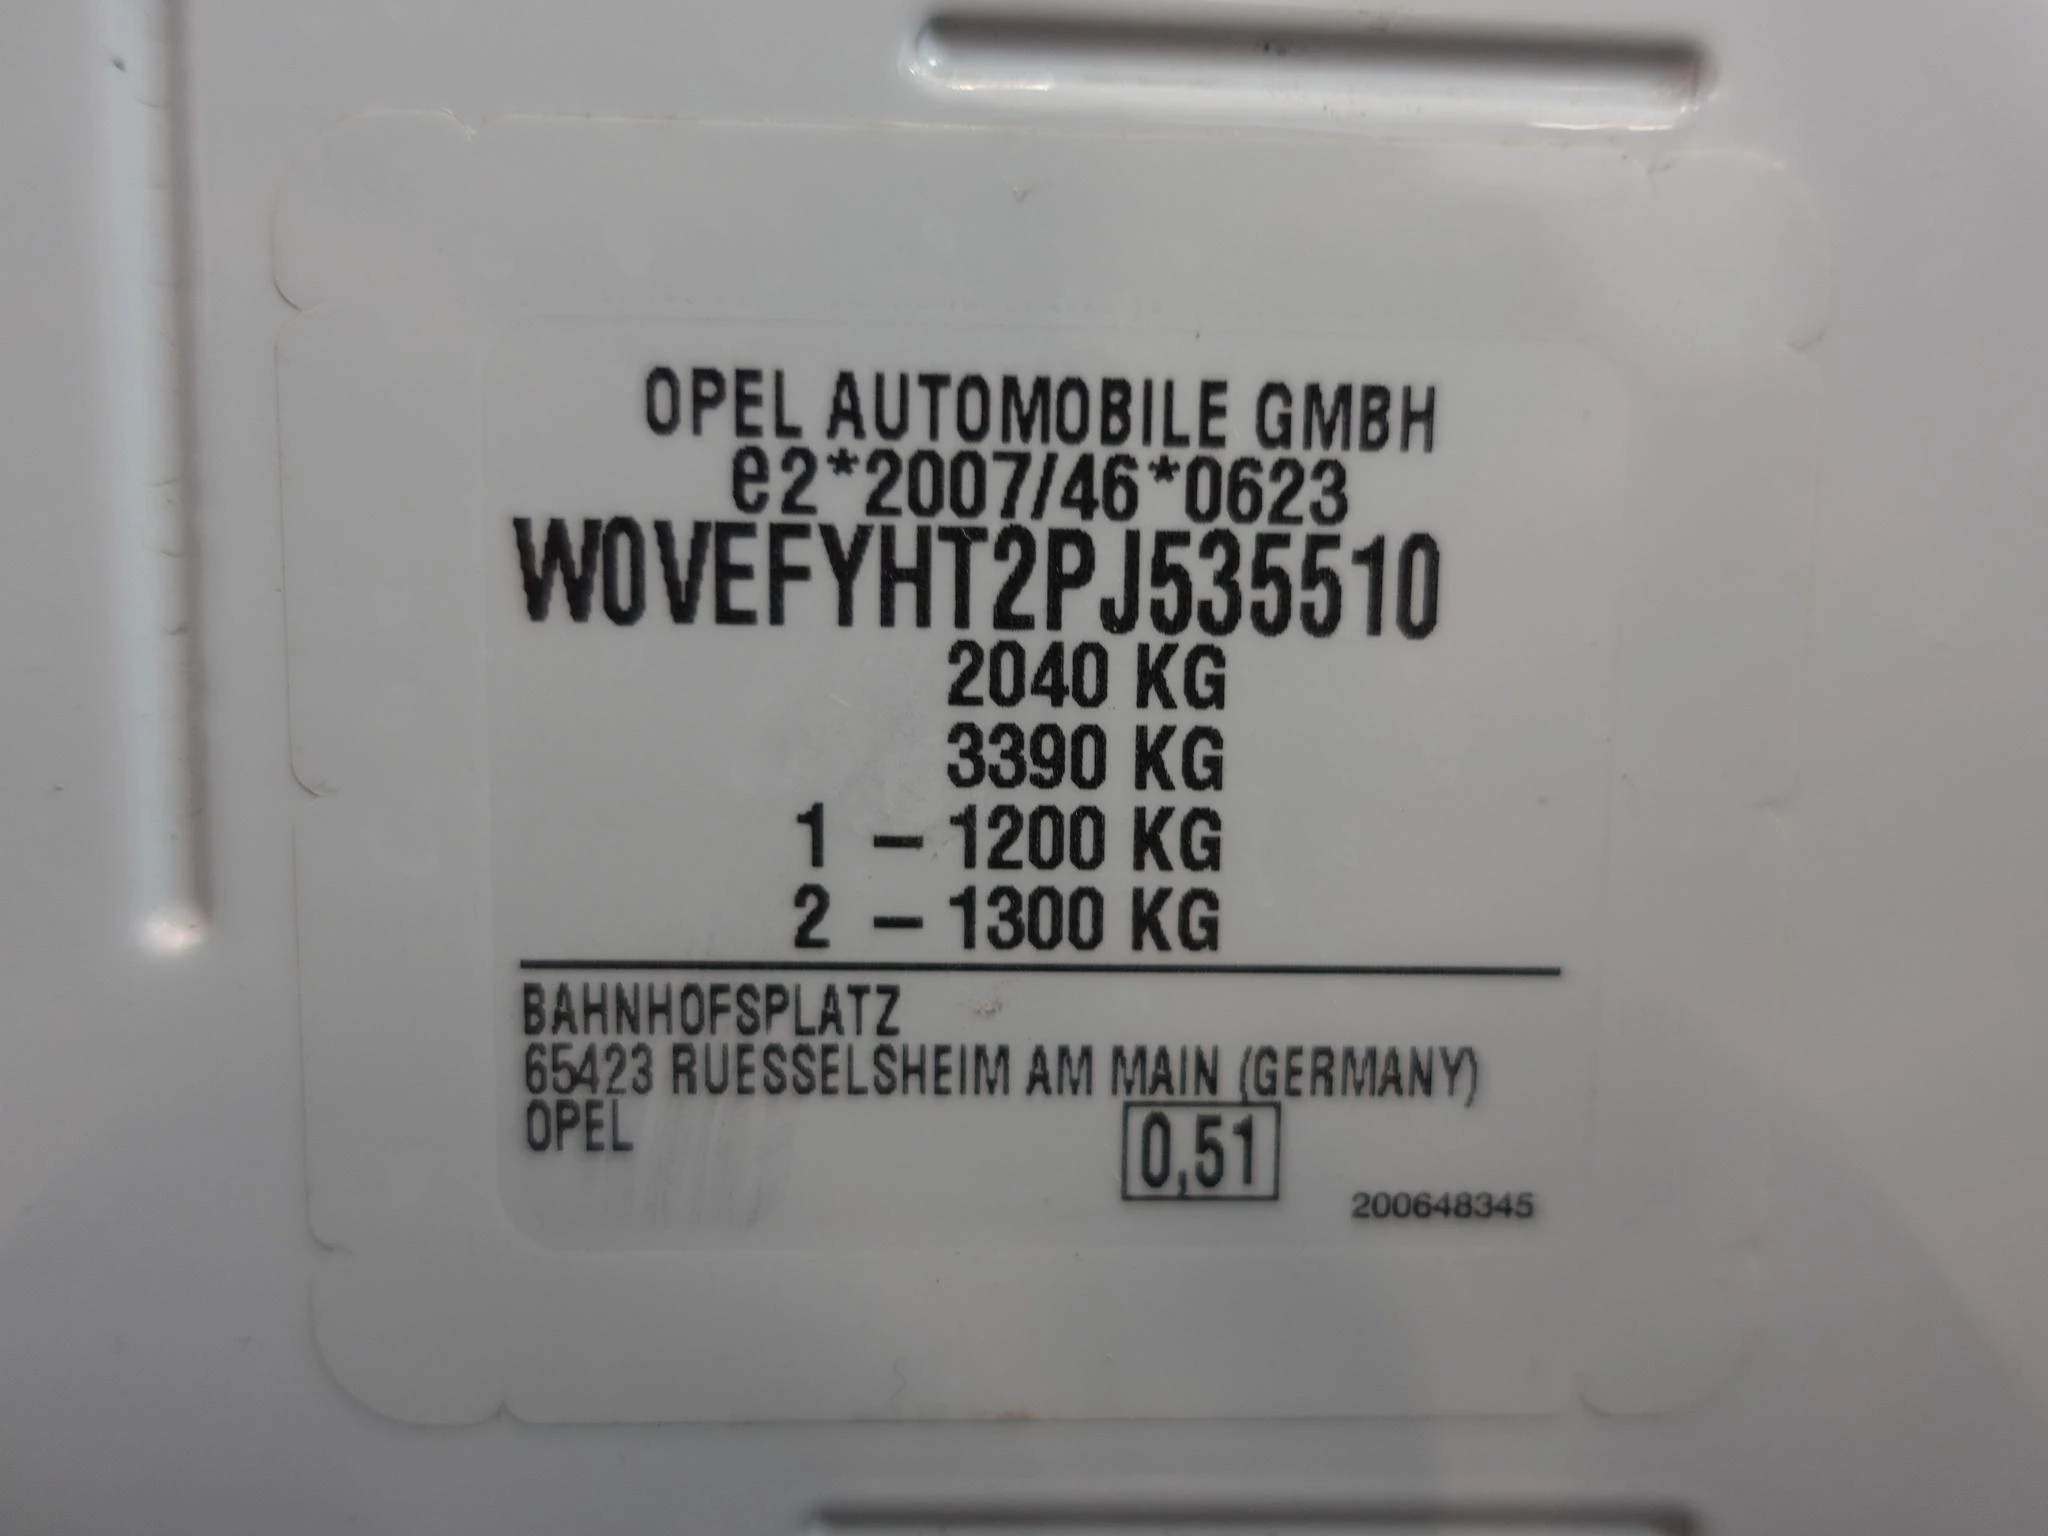 OPEL AUTOMOBILE GMBH
e2*2007/46*0623
W0VEFYHT2PJ535510
2040 KG
3390 KG
1 - 1200 KG
2 - 1300 KG
BAHNHOFSPLATZ
65423 RUESSELSHEIM AM MAIN (GERMANY)
OPEL
0,51
200648345